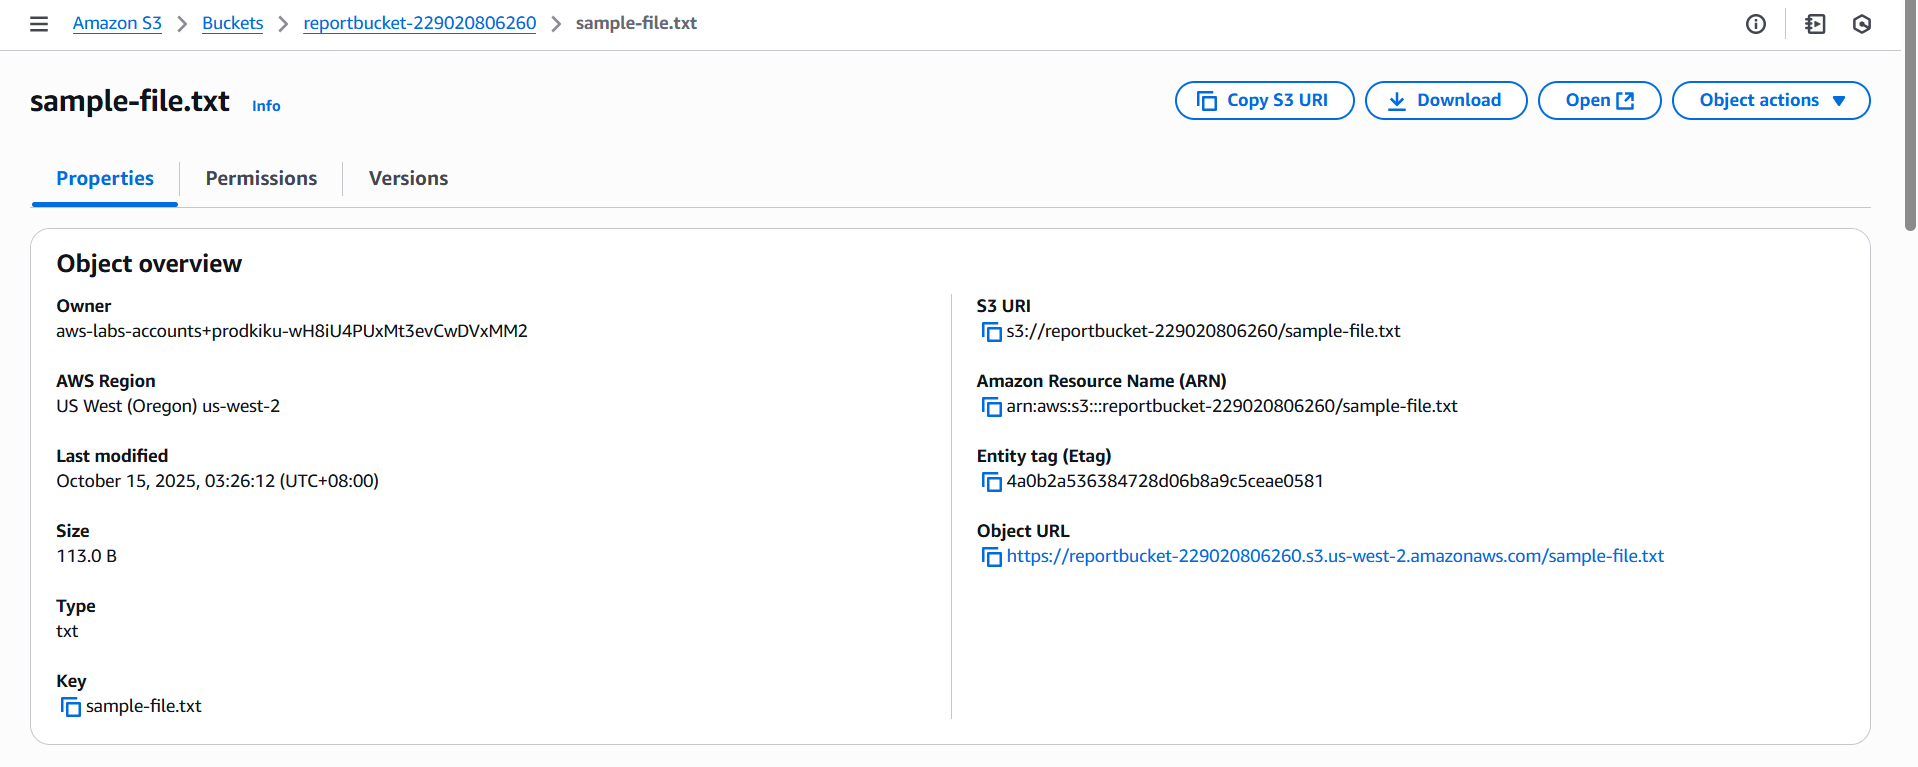 Amazon S3 > Buckets > reportbucket-229020806260 > sample-file.txt
sample-file.txt Info
Copy S3 URI Download Open Object actions
Properties Permissions Versions
Object overview
Owner
aws-labs-accounts+prodkiku-wH8iU4PUxMt3evCwDVxMM2
AWS Region
US West (Oregon) us-west-2
Last modified
October 15, 2025, 03:26:12 (UTC+08:00)
Size
113.0 B
Type
txt
Key
sample-file.txt
S3 URI
s3://reportbucket-229020806260/sample-file.txt
Amazon Resource Name (ARN)
arn:aws:s3:::reportbucket-229020806260/sample-file.txt
Entity tag (Etag)
4a0b2a536384728d06b8a9c5ceae0581
Object URL
https://reportbucket-229020806260.s3.us-west-2.amazonaws.com/sample-file.txt